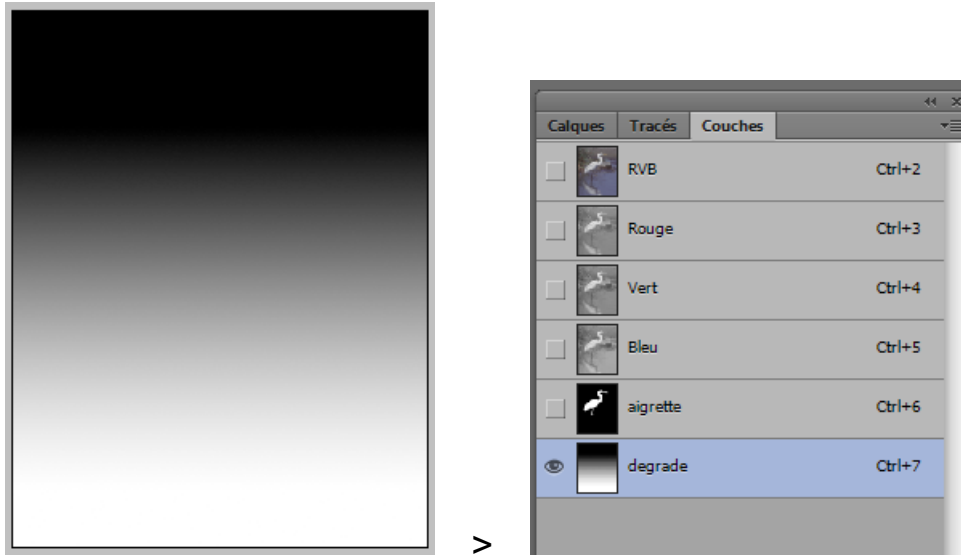 Calques Tracés Couches
RVB Ctrl+2
Rouge Ctrl+3
Vert Ctrl+4
Bleu Ctrl+5
aigrette Ctrl+6
degrade Ctrl+7
>